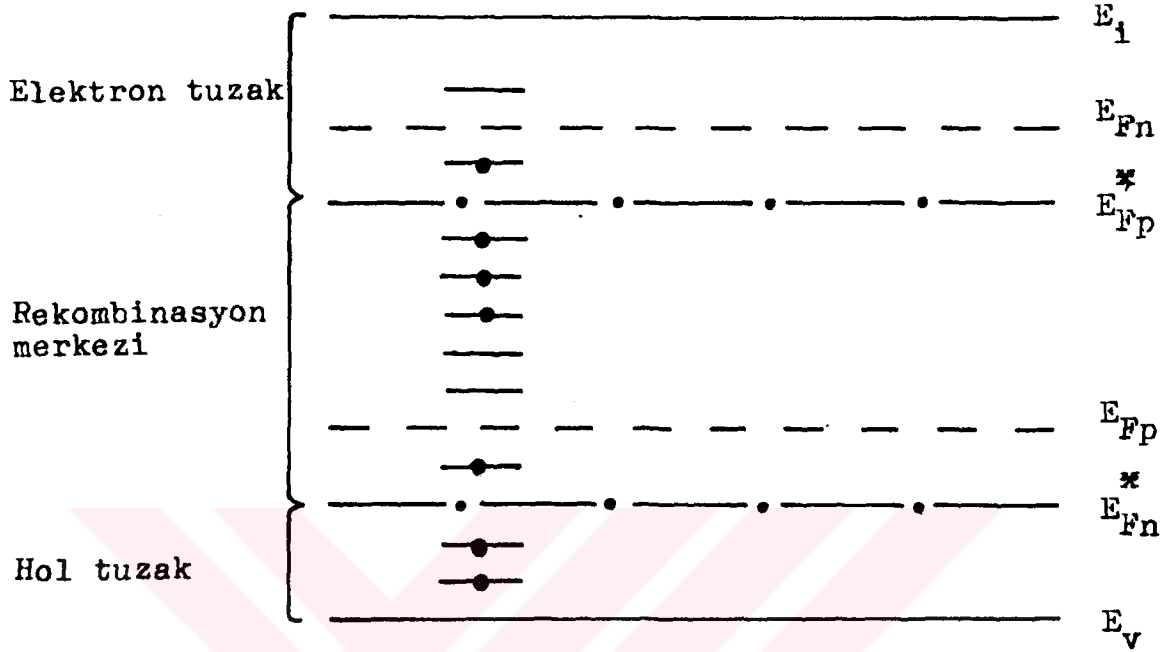 E_i
Elektron tuzak
E_Fn
E*_Fp
Rekombinasyon
merkezi
E_Fp
E*_Fn
Hol tuzak
E_v